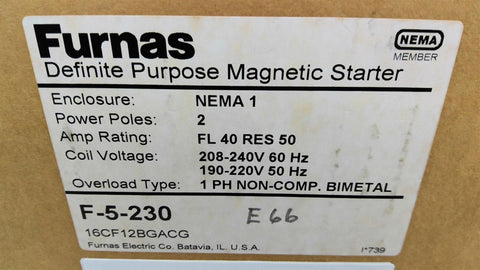 Furnas
NEMA
MEMBER
Definite Purpose Magnetic Starter
Enclosure: NEMA 1
Power Poles: 2
Amp Rating: FL 40 RES 50
Coil Voltage: 208-240V 60 Hz
190-220V 50 Hz
Overload Type: 1 PH NON-COMP. BIMETAL
F-5-230 E66
16CF12BGACG
Furnas Electric Co. Batavia, IL. U.S.A. I*739